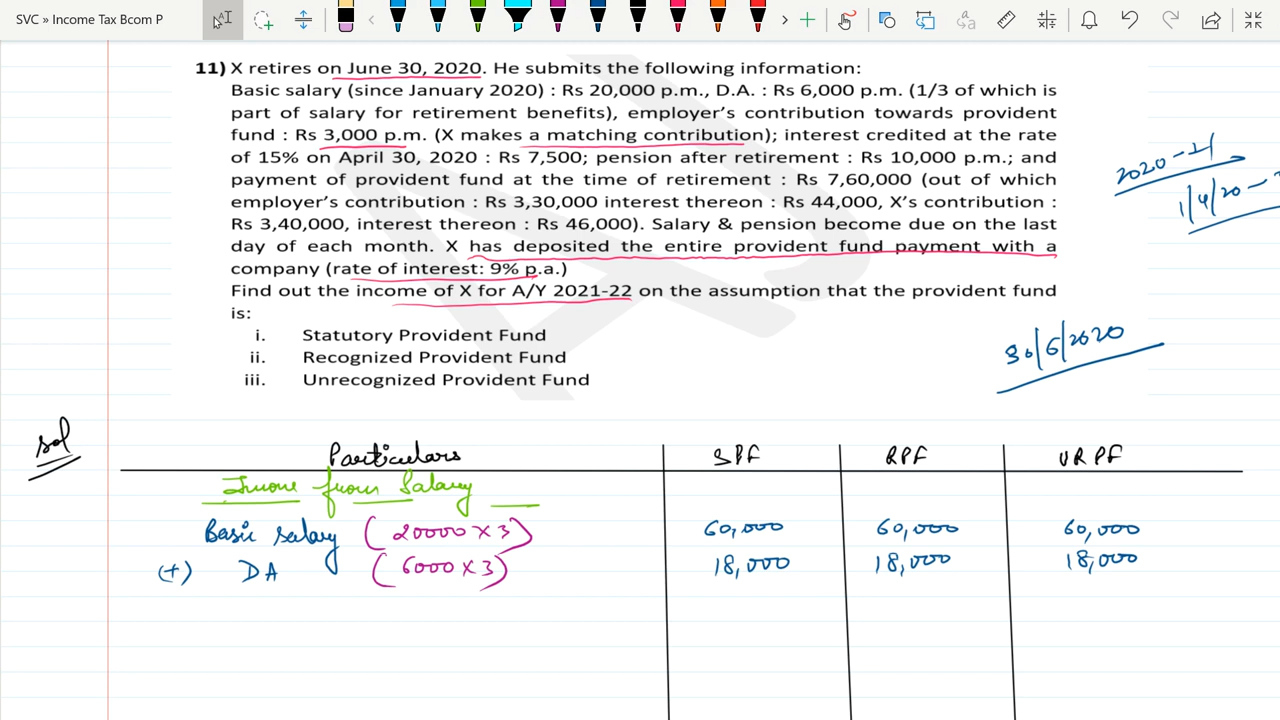 SVC » Income Tax Bcom P
11) X retires on June 30, 2020. He submits the following information:
Basic salary (since January 2020) : Rs 20,000 p.m., D.A. : Rs 6,000 p.m. (1/3 of which is
part of salary for retirement benefits), employer's contribution towards provident
fund : Rs 3,000 p.m. (X makes a matching contribution); interest credited at the rate
of 15% on April 30, 2020 : Rs 7,500; pension after retirement : Rs 10,000 p.m.; and
payment of provident fund at the time of retirement : Rs 7,60,000 (out of which
employer's contribution : Rs 3,30,000 interest thereon : Rs 44,000, X's contribution :
Rs 3,40,000, interest thereon : Rs 46,000). Salary & pension become due on the last
day of each month. X has deposited the entire provident fund payment with a
company (rate of interest: 9% p.a.)
Find out the income of X for A/Y 2021-22 on the assumption that the provident fund
is:
i. Statutory Provident Fund
ii. Recognized Provident Fund
iii. Unrecognized Provident Fund
2020-21
1/4/20 -
30/6/2020
sol
Particulars SPF RPF URPF
Income from Salary
Basic salary (20000 x 3) 60,000 60,000 60,000
(+) DA (6000 x 3) 18,000 18,000 18,000